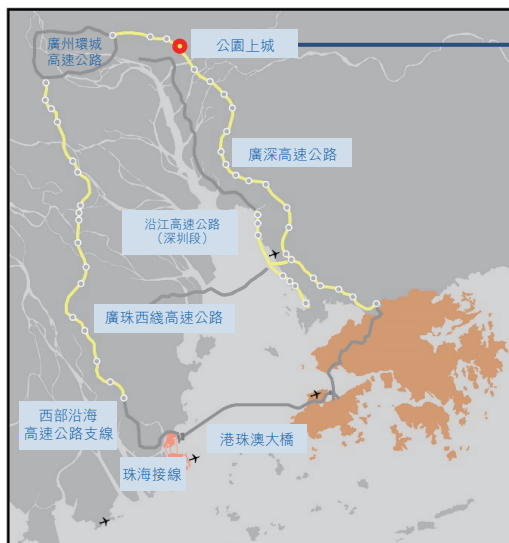 廣州環城
高速公路
公園上城
廣深高速公路
沿江高速公路
（深圳段）
廣珠西綫高速公路
西部沿海
高速公路支線
港珠澳大橋
珠海接線